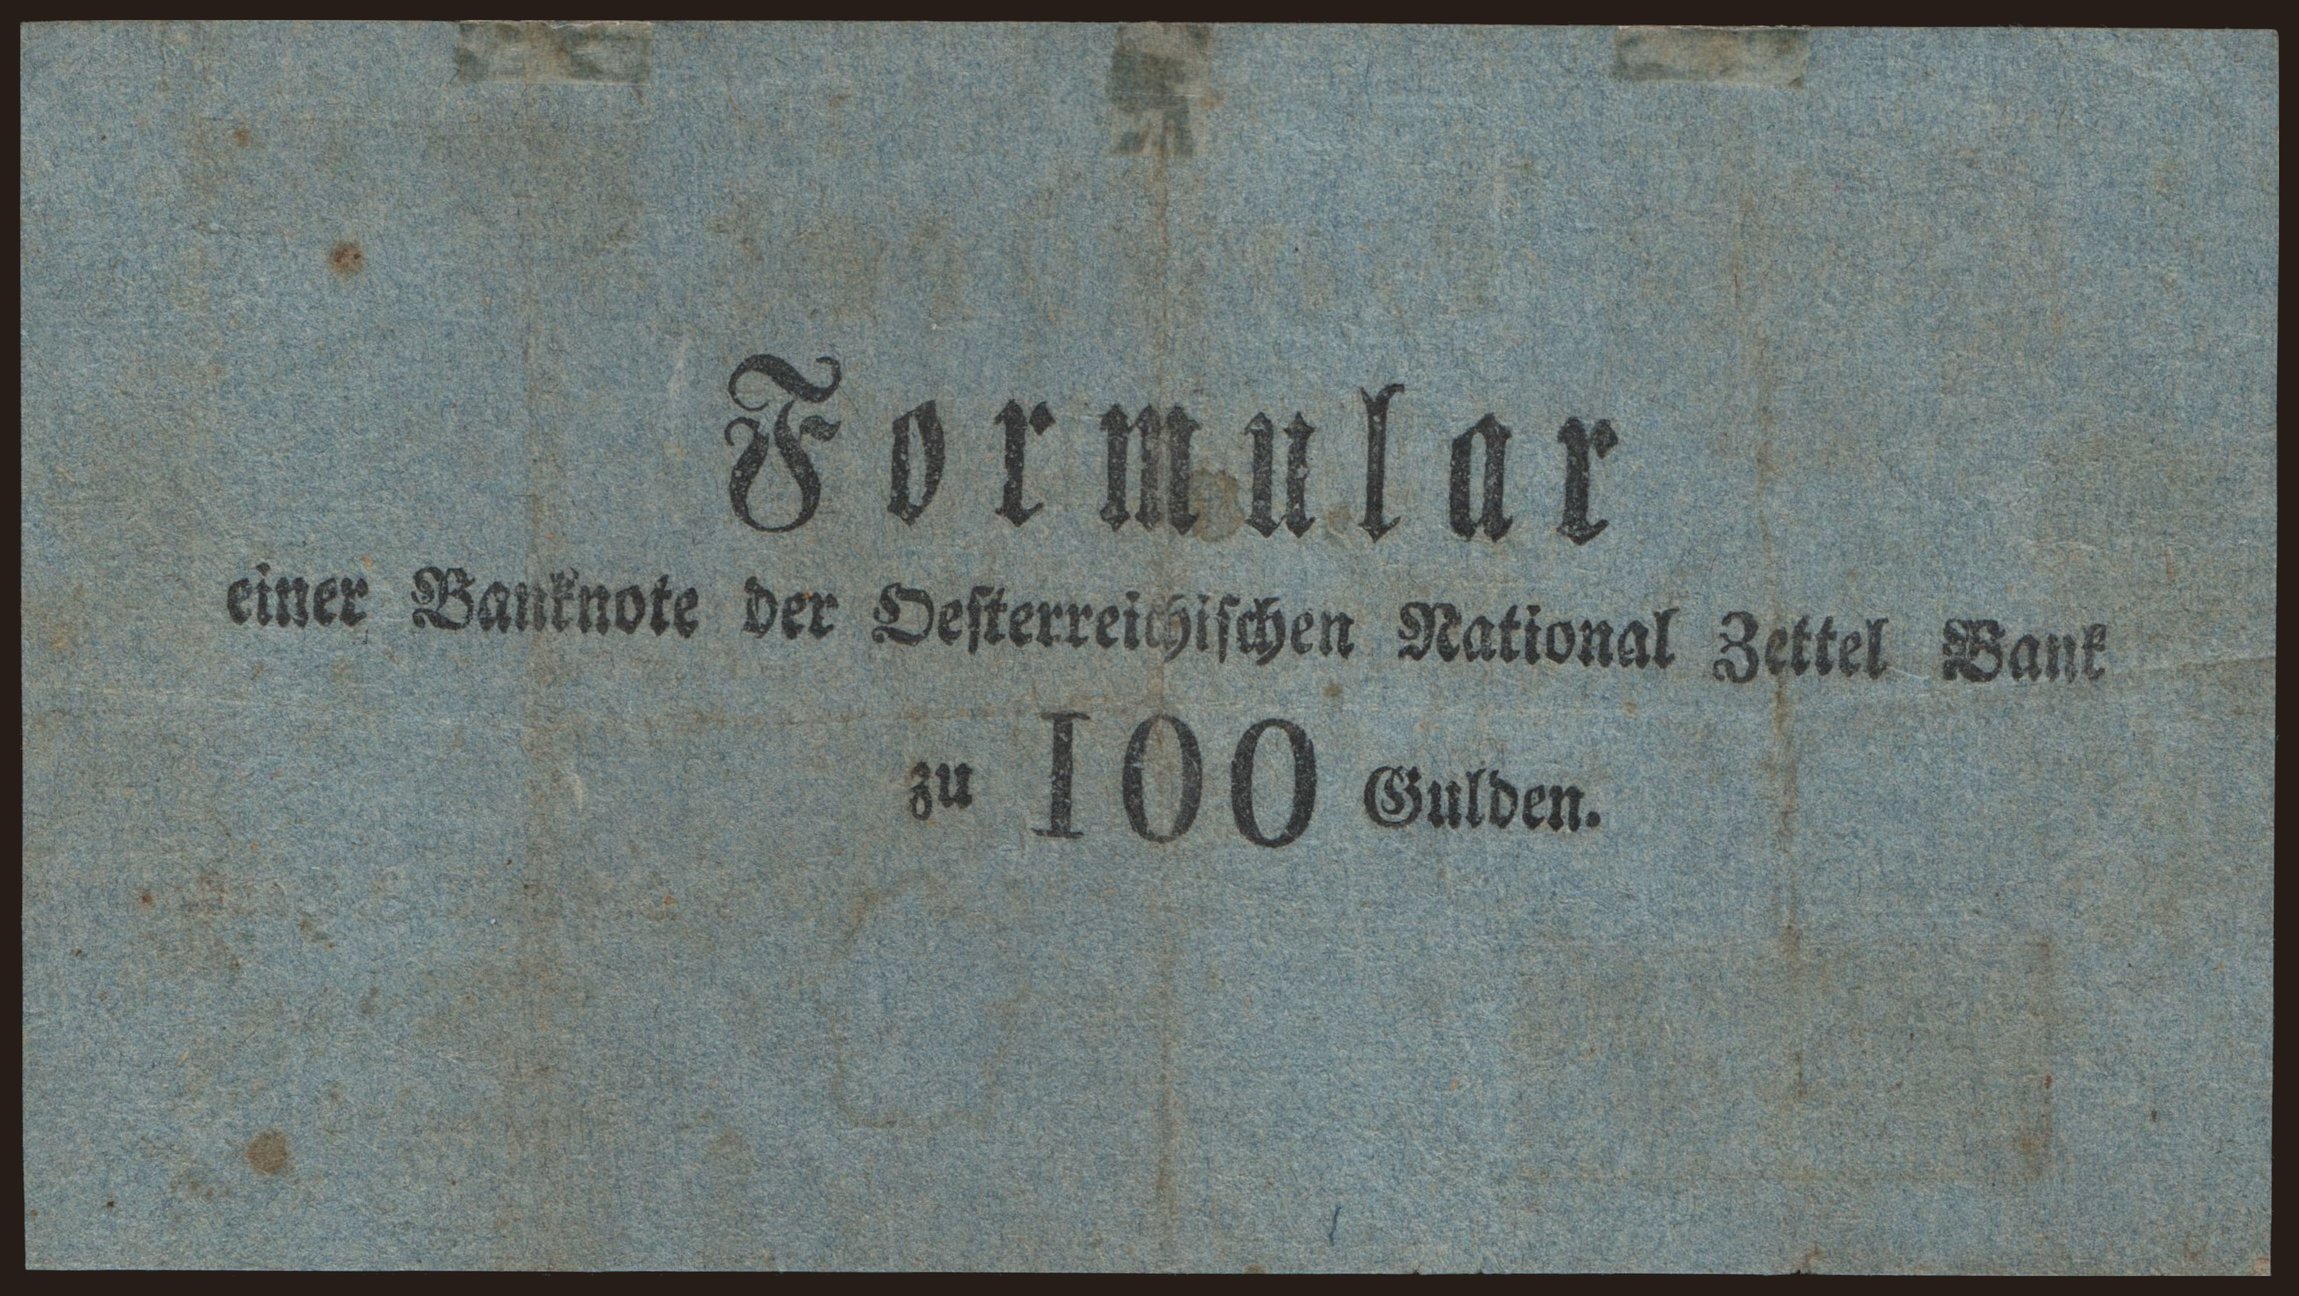 Formular
einer Banknote der Oesterreichischen National Zettel Bank
zu 100 Gulden.